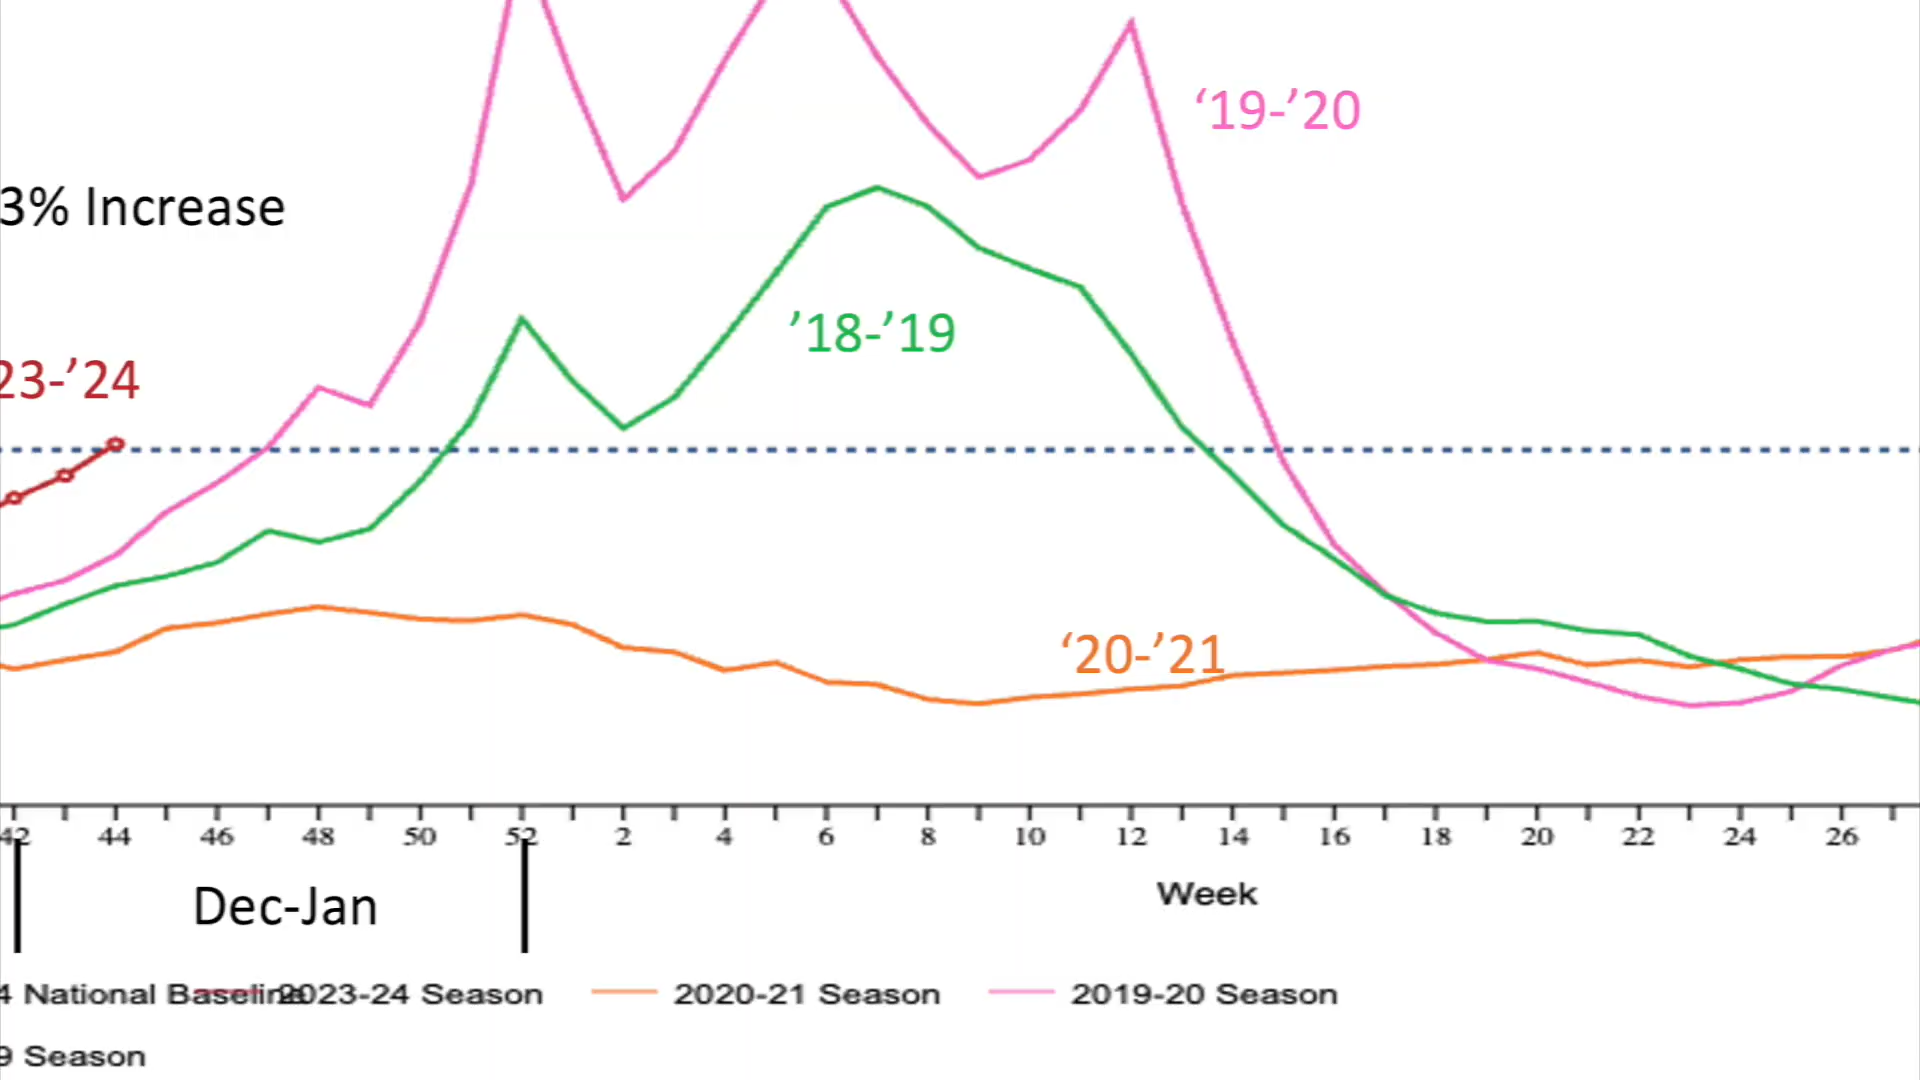 ‘19-’20
3% Increase
’18-’19
23-’24
‘20-’21
42 44 46 48 50 52 2 4 6 8 10 12 14 16 18 20 22 24 26
Week
Dec-Jan
4 National Baseline 2023-24 Season 2020-21 Season 2019-20 Season
9 Season